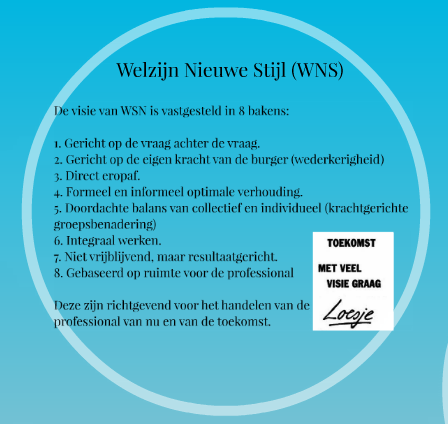 Welzijn Nieuwe Stijl (WNS)
De visie van WSN is vastgesteld in 8 bakens:
1. Gericht op de vraag achter de vraag.
2. Gericht op de eigen kracht van de burger (wederkerigheid)
3. Direct eropaf.
4. Formeel en informeel optimale verhouding.
5. Doordachte balans van collectief en individueel (krachtgerichte
groepsbenadering)
6. Integraal werken.
7. Niet vrijblijvend, maar resultaatgericht.
8. Gebaseerd op ruimte voor de professional
Deze zijn richtgevend voor het handelen van de
professional van nu en van de toekomst.
TOEKOMST
MET VEEL
VISIE GRAAG
Loesje